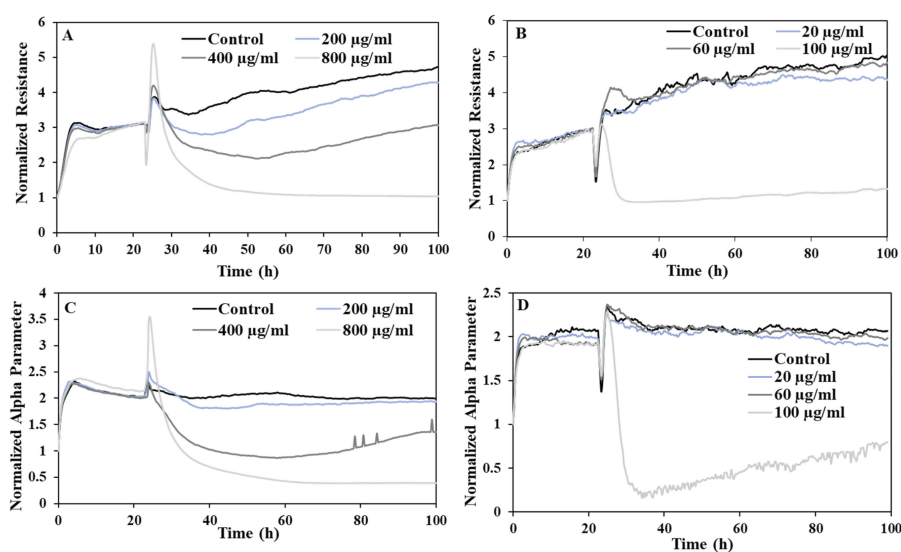 A
Control 200 µg/ml
400 µg/ml 800 µg/ml
Normalized Resistance
6
5
4
3
2
1
0
0 10 20 30 40 50 60 70 80 90 100
Time (h)
B
Control 20 µg/ml
60 µg/ml 100 µg/ml
Normalized Resistance
6
5
4
3
2
1
0
0 20 40 60 80 100
Time (h)
C
Control 200 µg/ml
400 µg/ml 800 µg/ml
Normalized Alpha Parameter
4
3.5
3
2.5
2
1.5
1
0.5
0
0 20 40 60 80 100
Time (h)
D
Control
20 µg/ml
60 µg/ml
100 µg/ml
Normalized Alpha Parameter
2.5
2
1.5
1
0.5
0
0 20 40 60 80 100
Time (h)